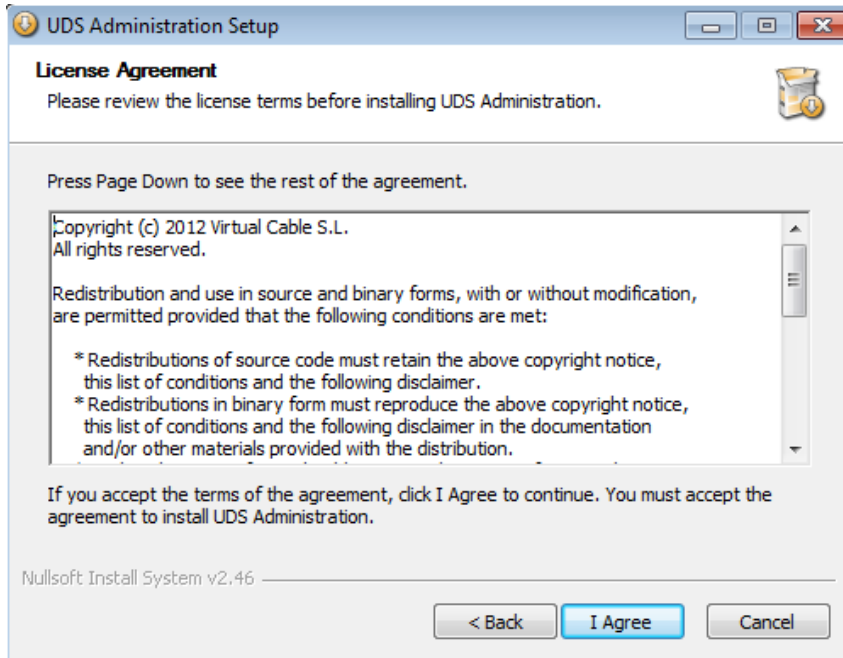 UDS Administration Setup
License Agreement
Please review the license terms before installing UDS Administration.
Press Page Down to see the rest of the agreement.
Copyright (c) 2012 Virtual Cable S.L.
All rights reserved.
Redistribution and use in source and binary forms, with or without modification,
are permitted provided that the following conditions are met:
* Redistributions of source code must retain the above copyright notice,
this list of conditions and the following disclaimer.
* Redistributions in binary form must reproduce the above copyright notice,
this list of conditions and the following disclaimer in the documentation
and/or other materials provided with the distribution.
If you accept the terms of the agreement, click I Agree to continue. You must accept the
agreement to install UDS Administration.
Nullsoft Install System v2.46
< Back
I Agree
Cancel